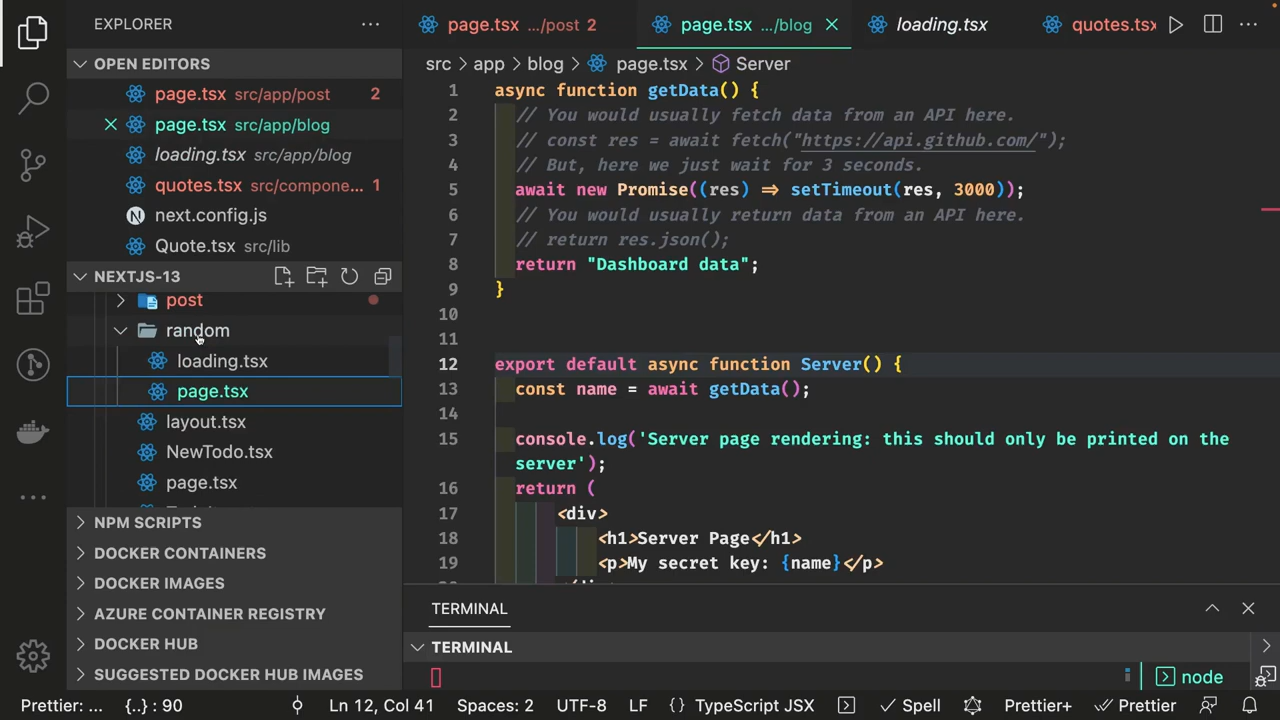 EXPLORER
OPEN EDITORS
page.tsx src/app/post 2
page.tsx src/app/blog
loading.tsx src/app/blog
quotes.tsx src/compone... 1
next.config.js
Quote.tsx src/lib
NEXTJS-13
post
random
loading.tsx
page.tsx
layout.tsx
NewTodo.tsx
page.tsx
NPM SCRIPTS
DOCKER CONTAINERS
DOCKER IMAGES
AZURE CONTAINER REGISTRY
DOCKER HUB
SUGGESTED DOCKER HUB IMAGES
page.tsx .../post 2
page.tsx .../blog
loading.tsx
quotes.tsx
src > app > blog > page.tsx > Server
1 async function getData() {
2 // You would usually fetch data from an API here.
3 // const res = await fetch("https://api.github.com/");
4 // But, here we just wait for 3 seconds.
5 await new Promise((res) => setTimeout(res, 3000));
6 // You would usually return data from an API here.
7 // return res.json();
8 return "Dashboard data";
9 }
10
11
12 export default async function Server() {
13 const name = await getData();
14
15 console.log('Server page rendering: this should only be printed on the
server');
16 return (
17 <div>
18 <h1>Server Page</h1>
19 <p>My secret key: {name}</p>
TERMINAL
TERMINAL
node
Prettier: ... {..} : 90 Ln 12, Col 41 Spaces: 2 UTF-8 LF {} TypeScript JSX Spell Prettier+ Prettier